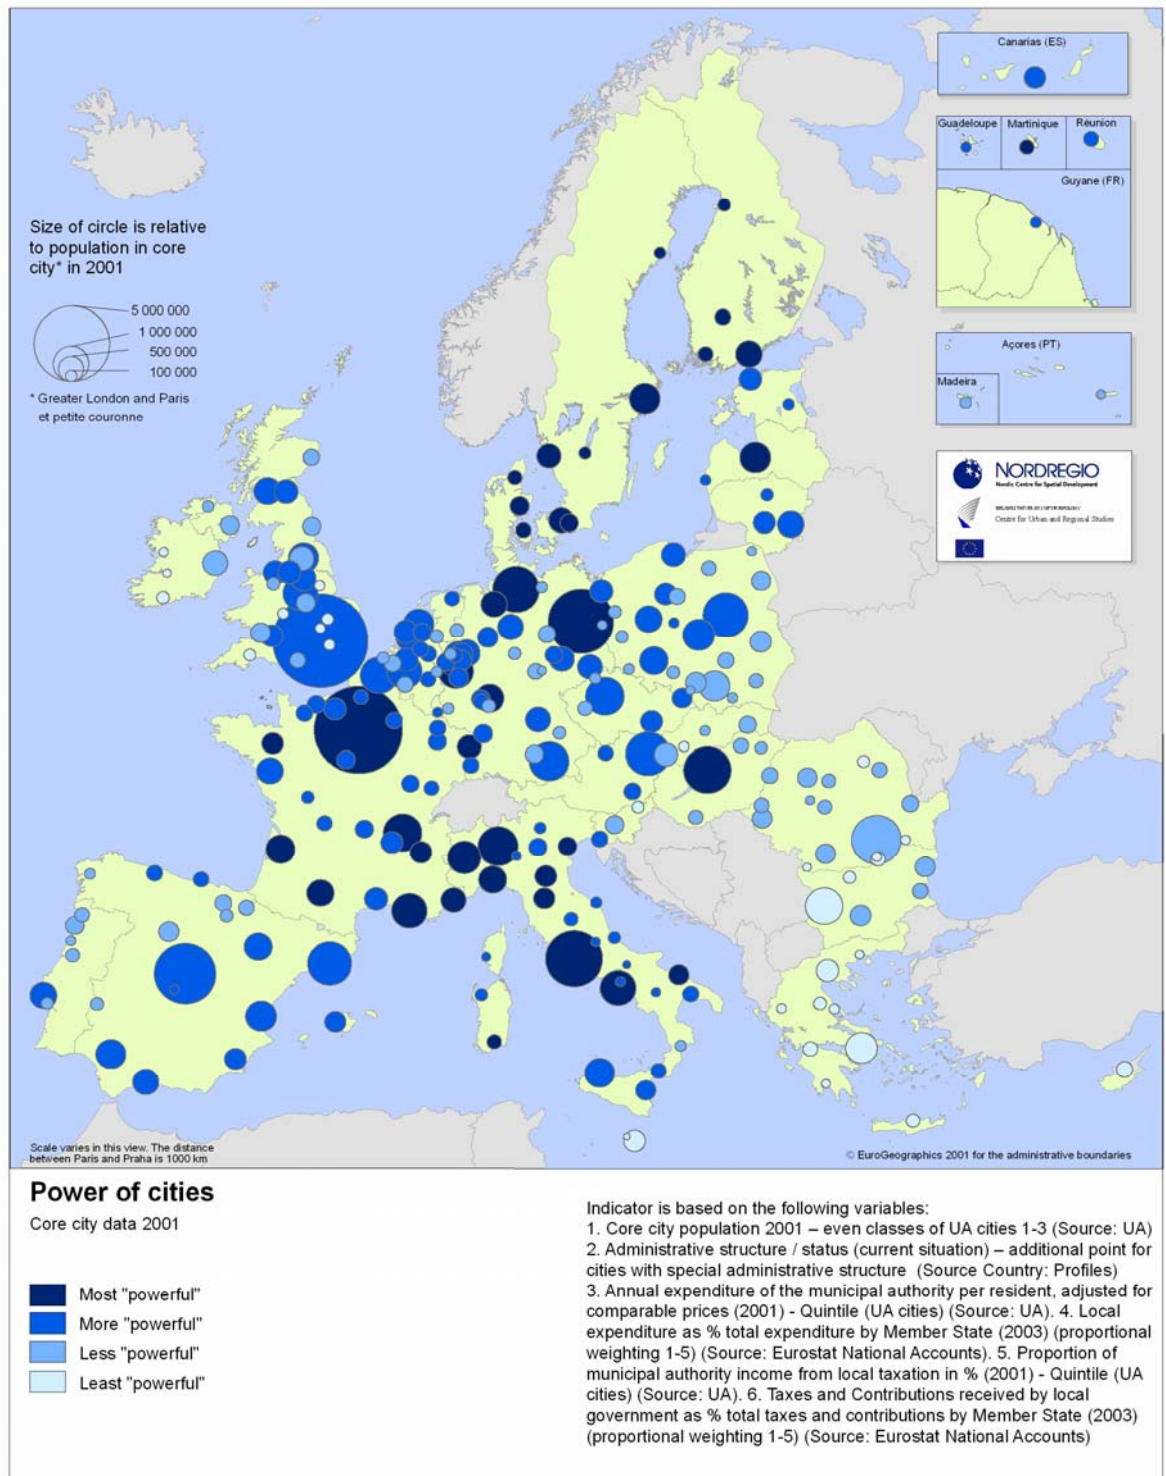 Canarias (ES)
Guadeloupe
Martinique
Réunion
Guyane (FR)
Size of circle is relative
to population in core
city* in 2001
5 000 000
1 000 000
500 000
100 000
* Greater London and Paris
et petite couronne
Açores (PT)
Madeira
NORDREGIO
Nordic Centre for Spatial Development
Centre for Urban and Regional Studies
Scale varies in this view. The distance
between Paris and Praha is 1000 km
© EuroGeographics 2001 for the administrative boundaries
Power of cities
Core city data 2001
Most "powerful"
More "powerful"
Less "powerful"
Least "powerful"
Indicator is based on the following variables:
1. Core city population 2001 – even classes of UA cities 1-3 (Source: UA)
2. Administrative structure / status (current situation) – additional point for
cities with special administrative structure (Source Country: Profiles)
3. Annual expenditure of the municipal authority per resident, adjusted for
comparable prices (2001) - Quintile (UA cities) (Source: UA). 4. Local
expenditure as % total expenditure by Member State (2003) (proportional
weighting 1-5) (Source: Eurostat National Accounts). 5. Proportion of
municipal authority income from local taxation in % (2001) - Quintile (UA
cities) (Source: UA). 6. Taxes and Contributions received by local
government as % total taxes and contributions by Member State (2003)
(proportional weighting 1-5) (Source: Eurostat National Accounts)